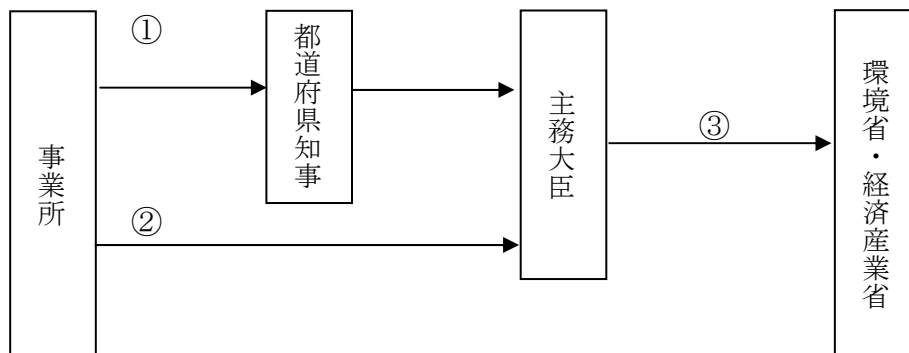 ①
都道府県知事
主務大臣
③
環境省・経済産業省
事業所
②